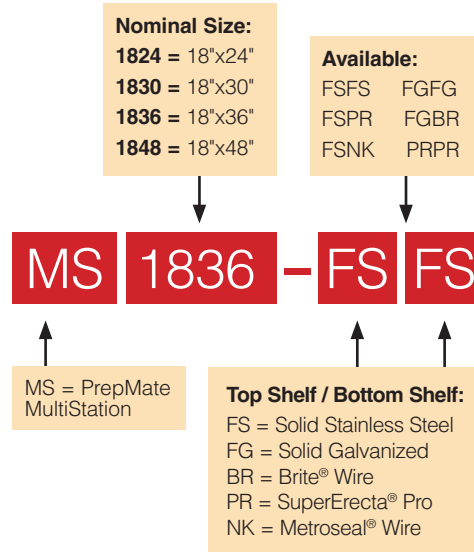 Nominal Size:
1824 = 18"x24"
1830 = 18"x30"
1836 = 18"x36"
1848 = 18"x48"
Available:
FSFS FGFG
FSPR FGBR
FSNK PRPR
MS 1836 – FS FS
MS = PrepMate
MultiStation
Top Shelf / Bottom Shelf:
FS = Solid Stainless Steel
FG = Solid Galvanized
BR = Brite® Wire
PR = SuperErecta® Pro
NK = Metroseal® Wire